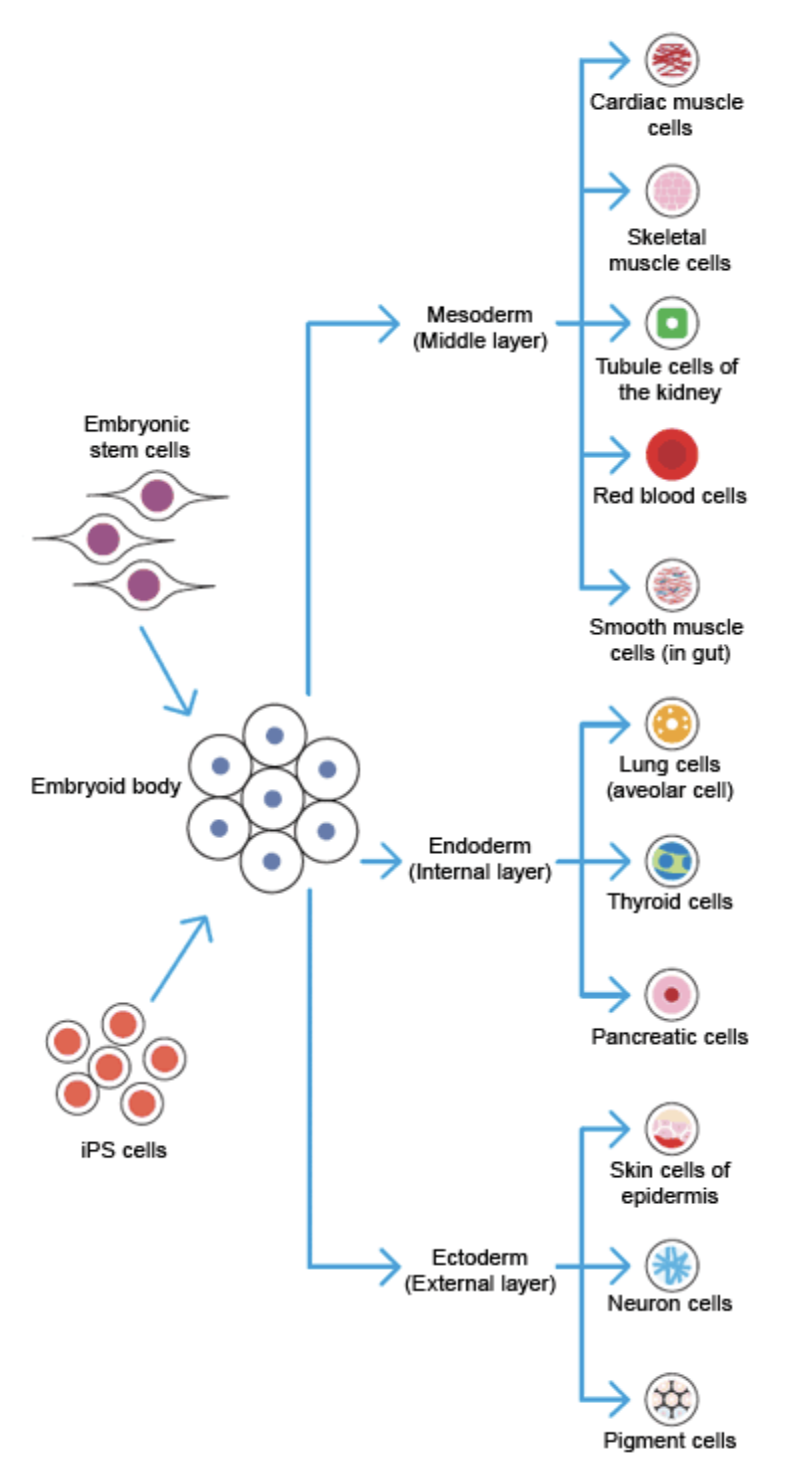 Cardiac muscle
cells
Skeletal
muscle cells
Mesoderm
(Middle layer)
Tubule cells of
the kidney
Embryonic
stem cells
Red blood cells
Smooth muscle
cells (in gut)
Embryoid body
Lung cells
(aveolar cell)
Endoderm
(Internal layer)
Thyroid cells
Pancreatic cells
iPS cells
Skin cells of
epidermis
Ectoderm
(External layer)
Neuron cells
Pigment cells